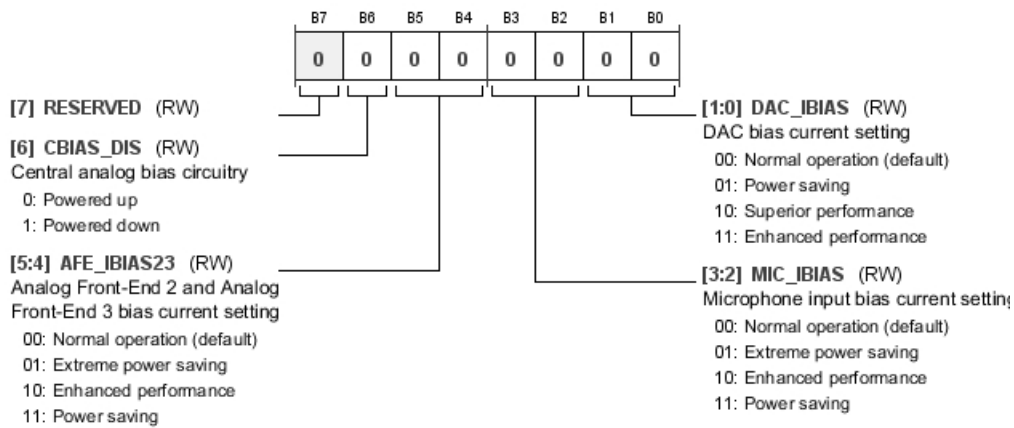 B7 B6 B5 B4 B3 B2 B1 B0
0 0 0 0 0 0 0 0
[7] RESERVED (RW)
[6] CBIAS_DIS (RW)
Central analog bias circuitry
0: Powered up
1: Powered down
[5:4] AFE_IBIAS23 (RW)
Analog Front-End 2 and Analog
Front-End 3 bias current setting
00: Normal operation (default)
01: Extreme power saving
10: Enhanced performance
11: Power saving
[1:0] DAC_IBIAS (RW)
DAC bias current setting
00: Normal operation (default)
01: Power saving
10: Superior performance
11: Enhanced performance
[3:2] MIC_IBIAS (RW)
Microphone input bias current setting
00: Normal operation (default)
01: Extreme power saving
10: Enhanced performance
11: Power saving